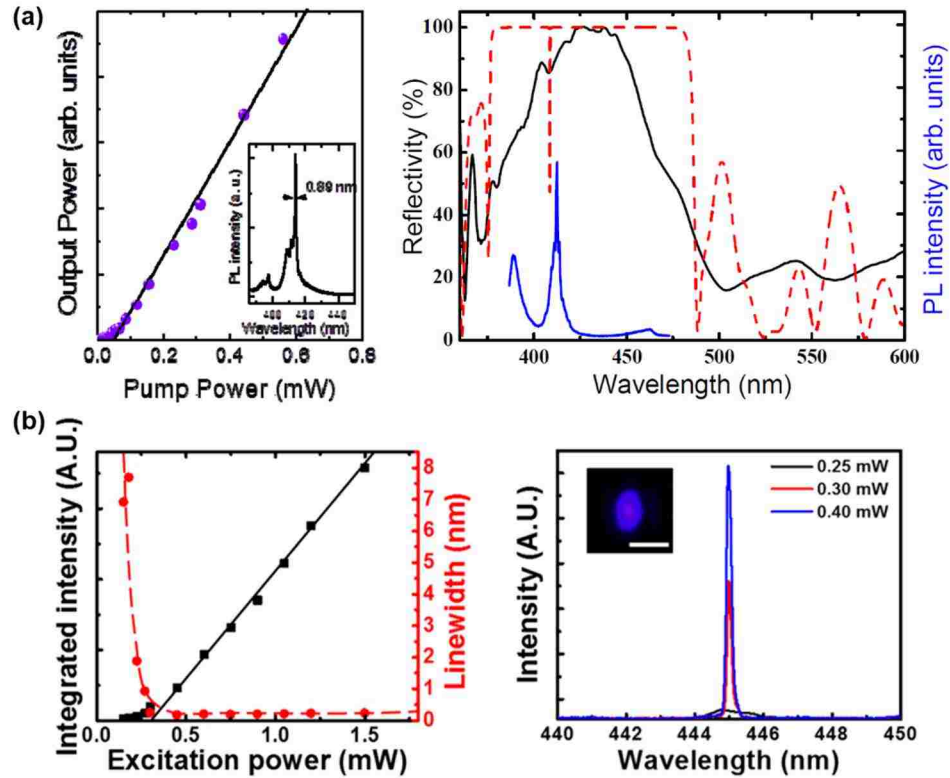 (a)
Output Power (arb. units)
0.0 0.2 0.4 0.6 0.8
Pump Power (mW)
PL intensity (a. u.)
0.89 nm
400 420 440
Wavelength (nm)
Reflectivity (%)
100
80
60
40
20
0
400 450 500 550 600
Wavelength (nm)
PL intensity (arb. units)
(b)
Integrated intensity (A.U.)
0.0 0.5 1.0 1.5
Excitation power (mW)
8
7
6
5
4
3
2
1
0
Linewidth (nm)
Intensity (A.U.)
0.25 mW
0.30 mW
0.40 mW
440 442 444 446 448 450
Wavelength (nm)